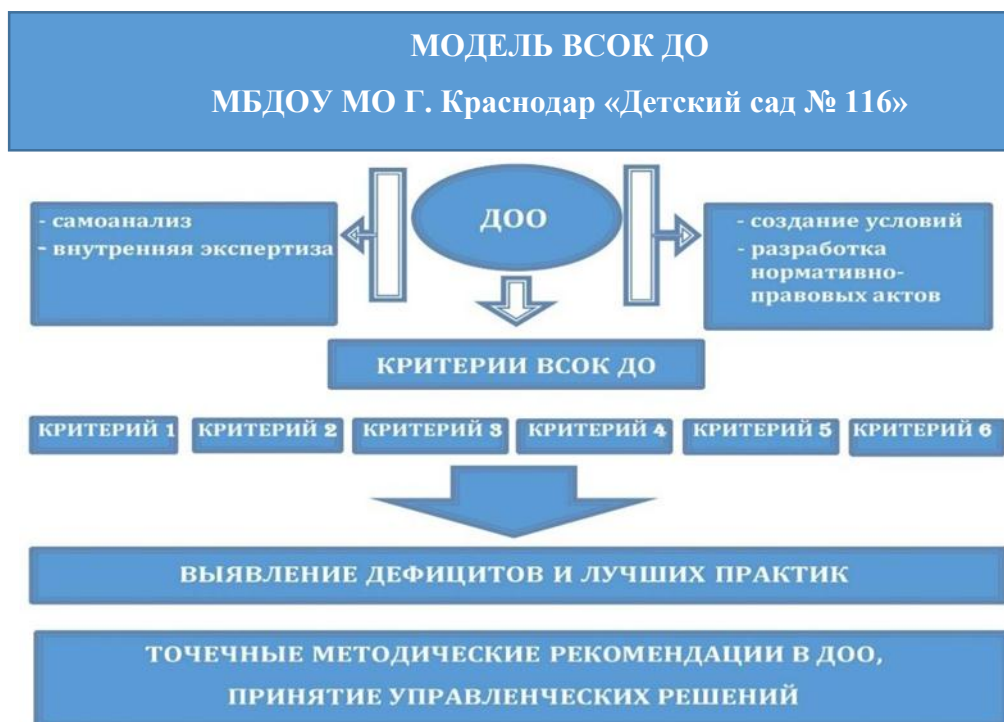 МОДЕЛЬ ВСОК ДО
МБДОУ МО Г. Краснодар «Детский сад № 116»
ДОО
- самоанализ
- внутренняя экспертиза
- создание условий
- разработка
нормативно-
правовых актов
КРИТЕРИИ ВСОК ДО
КРИТЕРИЙ 1
КРИТЕРИЙ 2
КРИТЕРИЙ 3
КРИТЕРИЙ 4
КРИТЕРИЙ 5
КРИТЕРИЙ 6
ВЫЯВЛЕНИЕ ДЕФИЦИТОВ И ЛУЧШИХ ПРАКТИК
ТОЧЕЧНЫЕ МЕТОДИЧЕСКИЕ РЕКОМЕНДАЦИИ В ДОО,
ПРИНЯТИЕ УПРАВЛЕНЧЕСКИХ РЕШЕНИЙ